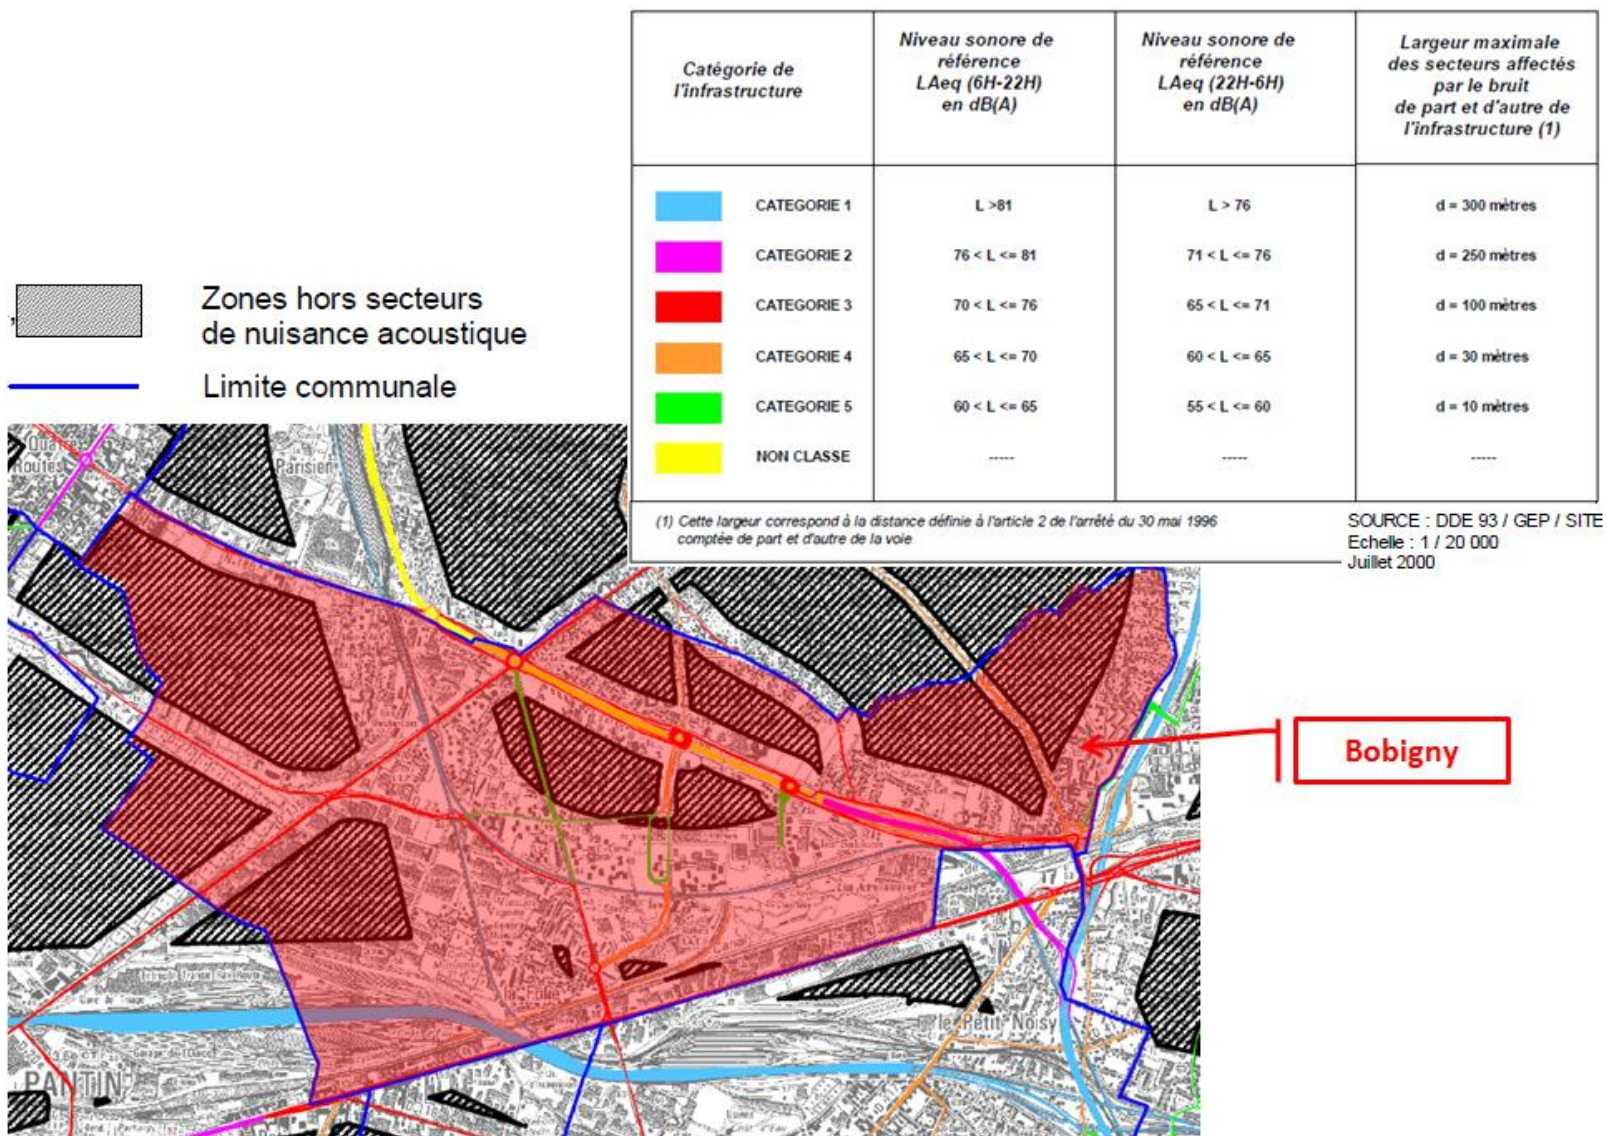 Catégorie de
l'infrastructure
Niveau sonore de
référence
LAeq (6H-22H)
en dB(A)
Niveau sonore de
référence
LAeq (22H-6H)
en dB(A)
Largeur maximale
des secteurs affectés
par le bruit
de part et d'autre de
l'infrastructure (1)
CATEGORIE 1 L >81 L > 76 d = 300 mètres
CATEGORIE 2 76 < L <= 81 71 < L <= 76 d = 250 mètres
CATEGORIE 3 70 < L <= 76 65 < L <= 71 d = 100 mètres
CATEGORIE 4 65 < L <= 70 60 < L <= 65 d = 30 mètres
CATEGORIE 5 60 < L <= 65 55 < L <= 60 d = 10 mètres
NON CLASSE ----- ----- -----
(1) Cette largeur correspond à la distance définie à l'article 2 de l'arrêté du 30 mai 1996
comptée de part et d'autre de la voie
SOURCE : DDE 93 / GEP / SITE
Echelle : 1 / 20 000
Juillet 2000
Zones hors secteurs
de nuisance acoustique
Limite communale
Quatre
Routes
Parisien
Bobigny
la Folie
le Petit Noisy
PANTIN